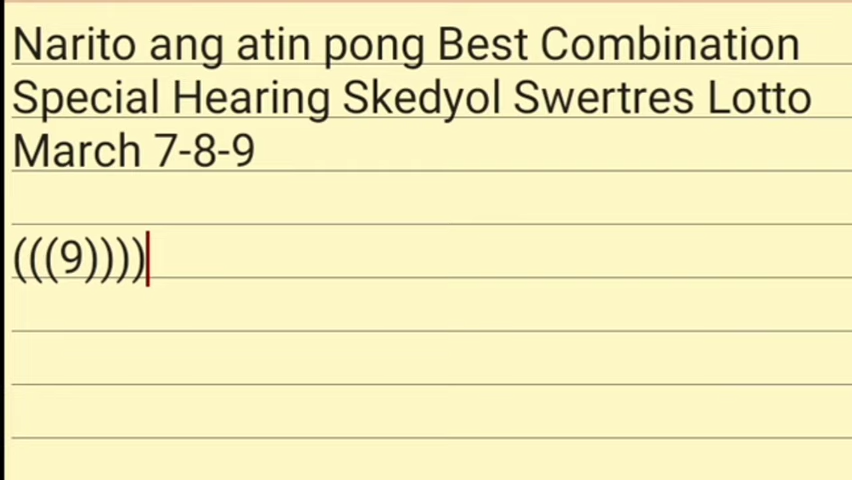 Narito ang atin pong Best Combination
Special Hearing Skedyol Swertres Lotto
March 7-8-9
(((9))))